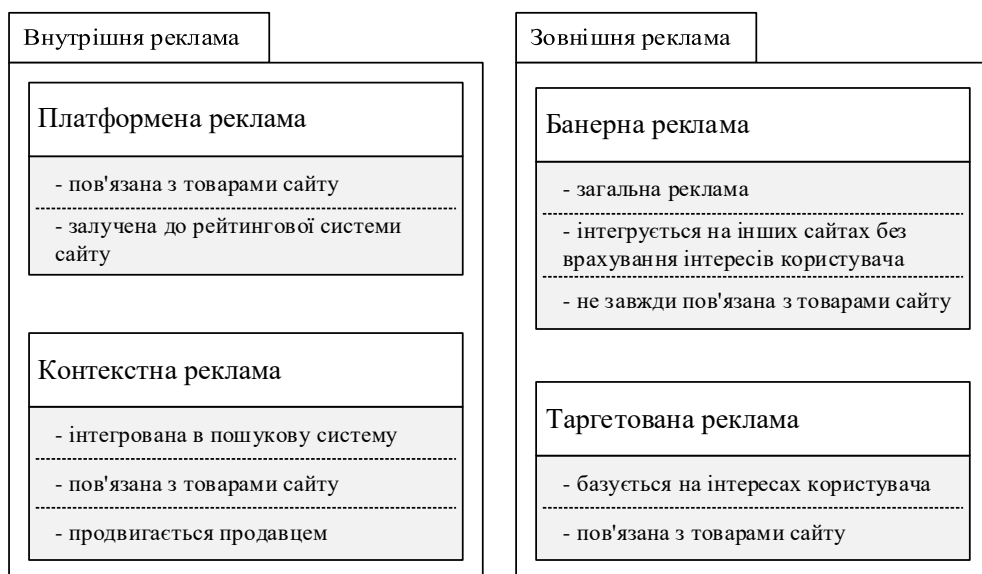 Внутрішня реклама
Платформена реклама
- пов'язана з товарами сайту
- залучена до рейтингової системи
сайту
Контекстна реклама
- інтегрована в пошукову систему
- пов'язана з товарами сайту
- продвигається продавцем
Зовнішня реклама
Банерна реклама
- загальна реклама
- інтегрується на інших сайтах без
врахування інтересів користувача
- не завжди пов'язана з товарами сайту
Таргетована реклама
- базується на інтересах користувача
- пов'язана з товарами сайту